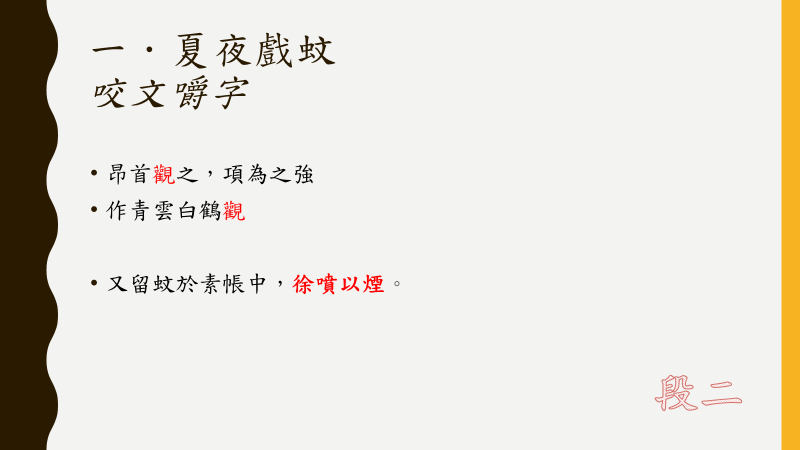 一．夏夜戲蚊
咬文嚼字
• 昂首觀之，項為之強
• 作青雲白鶴觀
• 又留蚊於素帳中，徐噴以煙。
段二